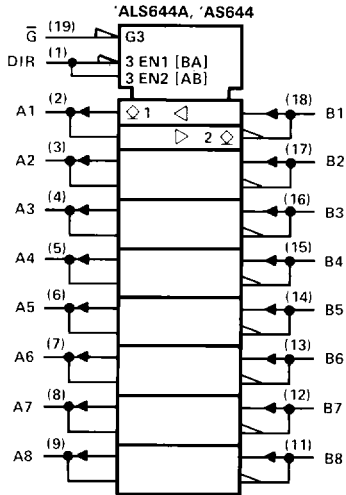 'ALS644A, 'AS644
G (19) G3
DIR (1) 3 EN1 [BA]
3 EN2 [AB]
A1 (2) 1 (18) B1
2
A2 (3) (17) B2
A3 (4) (16) B3
A4 (5) (15) B4
A5 (6) (14) B5
A6 (7) (13) B6
A7 (8) (12) B7
A8 (9) (11) B8